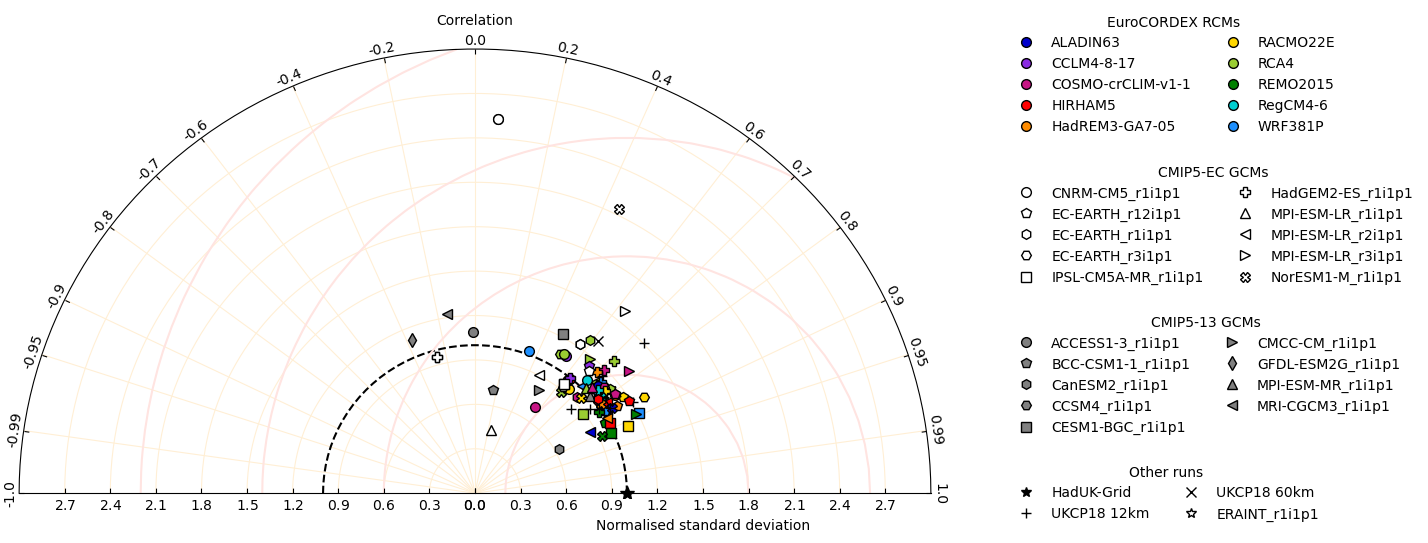 Correlation
-1.0
-0.99
-0.95
-0.9
-0.8
-0.7
-0.6
-0.4
-0.2
0.0
0.2
0.4
0.6
0.7
0.8
0.9
0.95
0.99
1.0
2.7 2.4 2.1 1.8 1.5 1.2 0.9 0.6 0.3 0.0 0.3 0.6 0.9 1.2 1.5 1.8 2.1 2.4 2.7
Normalised standard deviation
EuroCORDEX RCMs
ALADIN63 RACMO22E
CCLM4-8-17 RCA4
COSMO-crCLIM-v1-1 REMO2015
HIRHAM5 RegCM4-6
HadREM3-GA7-05 WRF381P
CMIP5-EC GCMs
CNRM-CM5_r1i1p1 HadGEM2-ES_r1i1p1
EC-EARTH_r12i1p1 MPI-ESM-LR_r1i1p1
EC-EARTH_r1i1p1 MPI-ESM-LR_r2i1p1
EC-EARTH_r3i1p1 MPI-ESM-LR_r3i1p1
IPSL-CM5A-MR_r1i1p1 NorESM1-M_r1i1p1
CMIP5-13 GCMs
ACCESS1-3_r1i1p1 CMCC-CM_r1i1p1
BCC-CSM1-1_r1i1p1 GFDL-ESM2G_r1i1p1
CanESM2_r1i1p1 MPI-ESM-MR_r1i1p1
CCSM4_r1i1p1 MRI-CGCM3_r1i1p1
CESM1-BGC_r1i1p1
Other runs
HadUK-Grid UKCP18 60km
UKCP18 12km ERAINT_r1i1p1